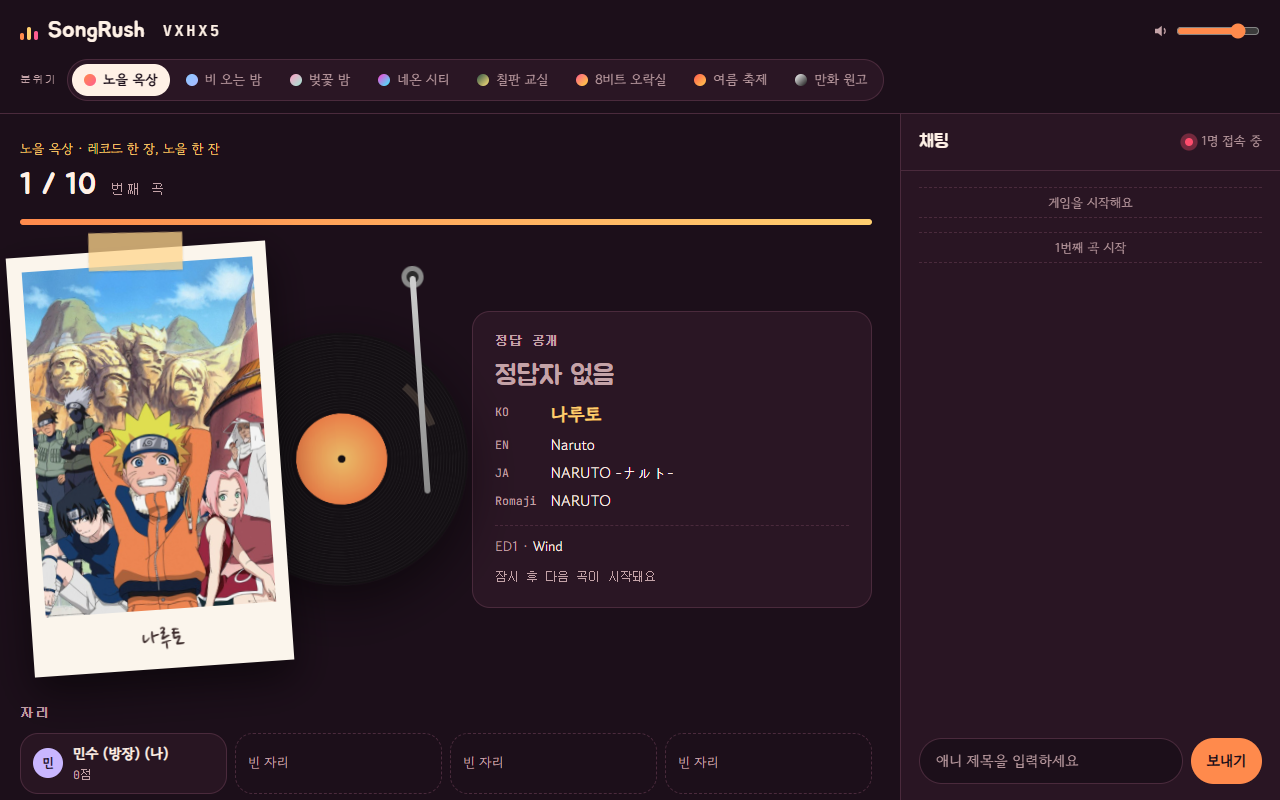 SongRush VXHX5
분위기 노을 옥상 비 오는 밤 벚꽃 밤 네온 시티 칠판 교실 8비트 오락실 여름 축제 만화 원고
노을 옥상 · 레코드 한 장, 노을 한 잔
1 / 10 번째 곡
나루토
정답 공개
정답자 없음
KO 나루토
EN Naruto
JA NARUTO -ナルト-
Romaji NARUTO
ED1 · Wind
잠시 후 다음 곡이 시작돼요
자리
민 민수 (방장) (나)
0점
빈 자리
빈 자리
빈 자리
채팅 1명 접속 중
게임을 시작해요
1번째 곡 시작
애니 제목을 입력하세요 보내기